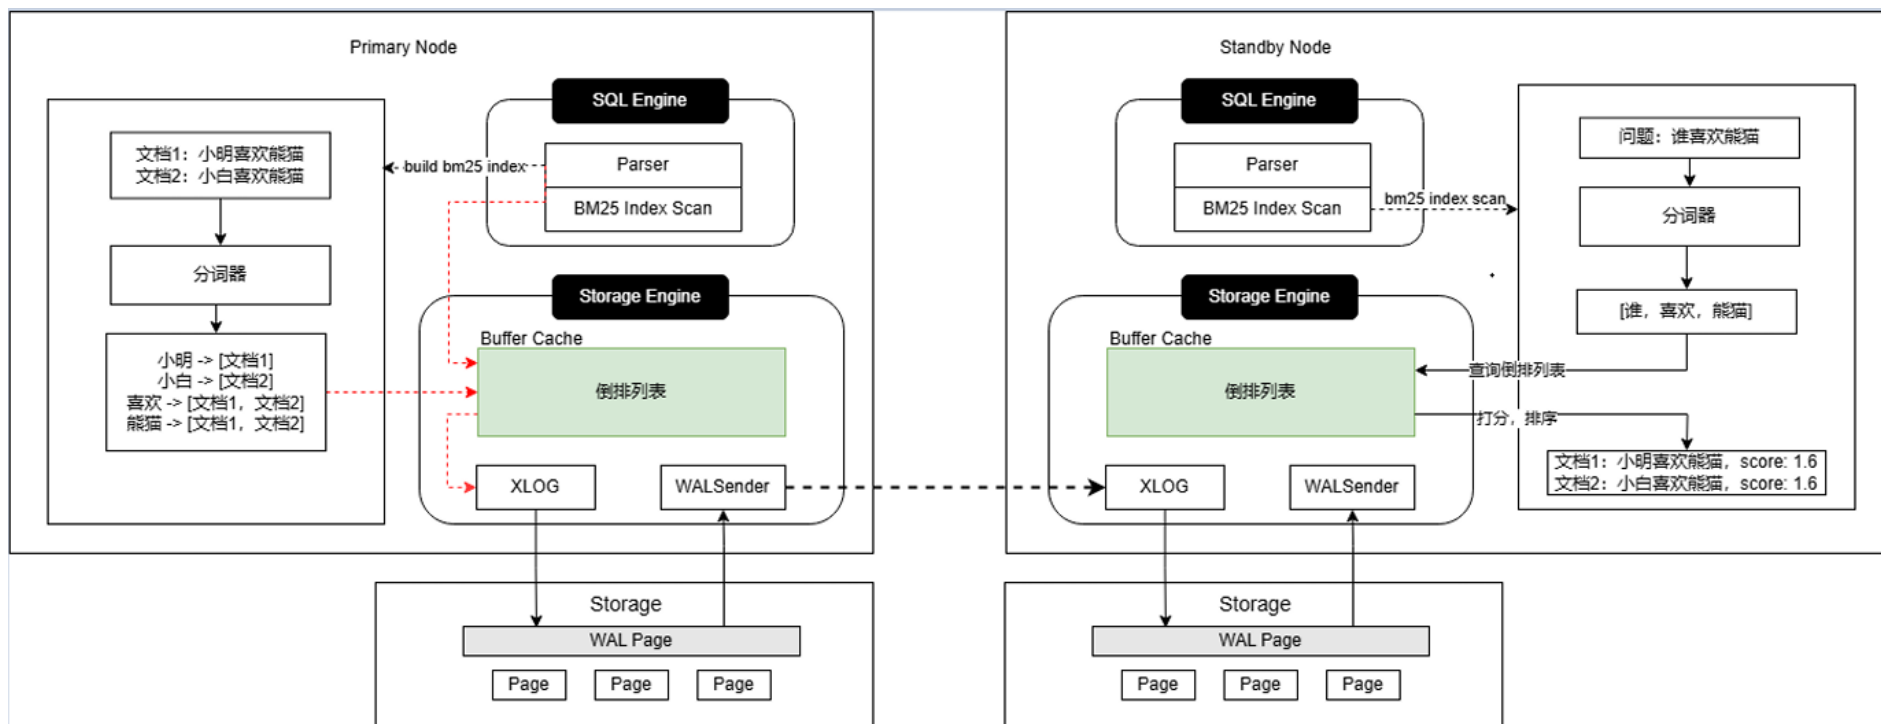 Primary Node
SQL Engine
文档1：小明喜欢熊猫
文档2：小白喜欢熊猫
build bm25 index
Parser
BM25 Index Scan
分词器
Storage Engine
Buffer Cache
小明 -> [文档1]
小白 -> [文档2]
喜欢 -> [文档1，文档2]
熊猫 -> [文档1，文档2]
倒排列表
XLOG
WALSender
Storage
WAL Page
Page
Page
Page
Standby Node
SQL Engine
Parser
BM25 Index Scan
bm25 index scan
问题：谁喜欢熊猫
分词器
[谁，喜欢，熊猫]
Storage Engine
Buffer Cache
倒排列表
查询倒排列表
打分，排序
文档1：小明喜欢熊猫，score: 1.6
文档2：小白喜欢熊猫，score: 1.6
XLOG
WALSender
Storage
WAL Page
Page
Page
Page